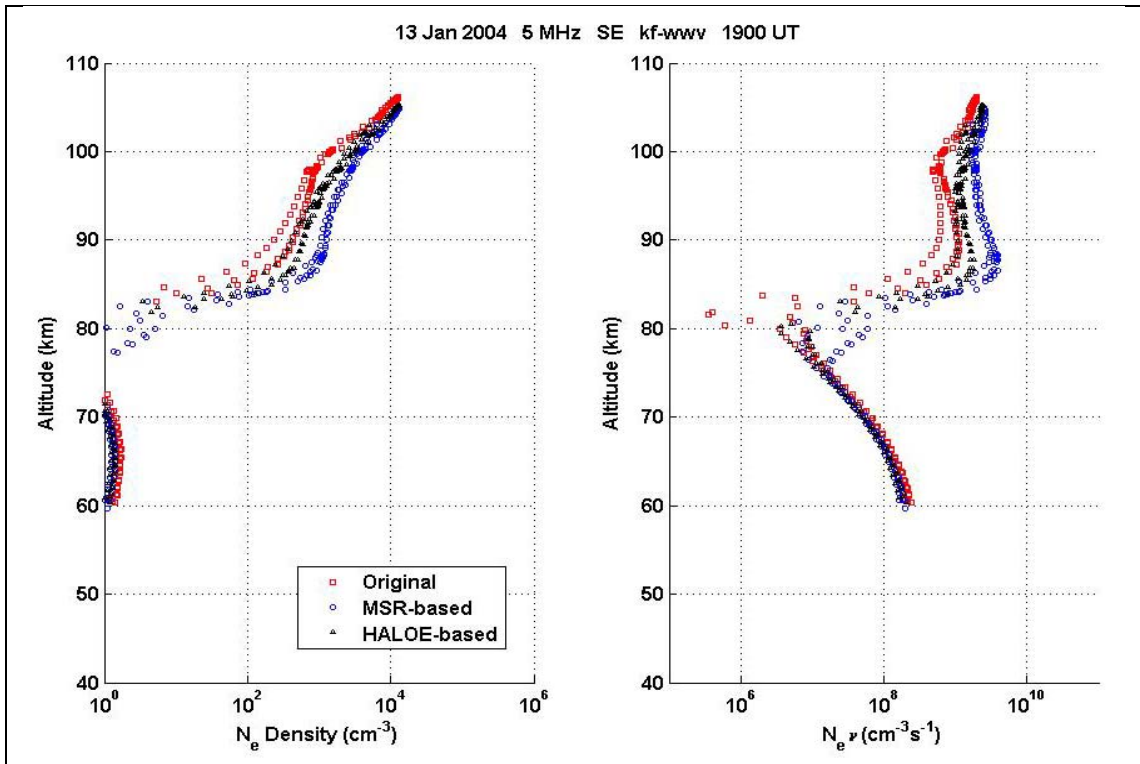 13 Jan 2004 5 MHz SE kf-wwv 1900 UT
110
100
90
80
70
60
50
40
Altitude (km)
10^0
10^2
10^4
10^6
N_e Density (cm^-3)
Original
MSR-based
HALOE-based
110
100
90
80
70
60
50
40
Altitude (km)
10^6
10^8
10^10
N_e ν (cm^-3 s^-1)